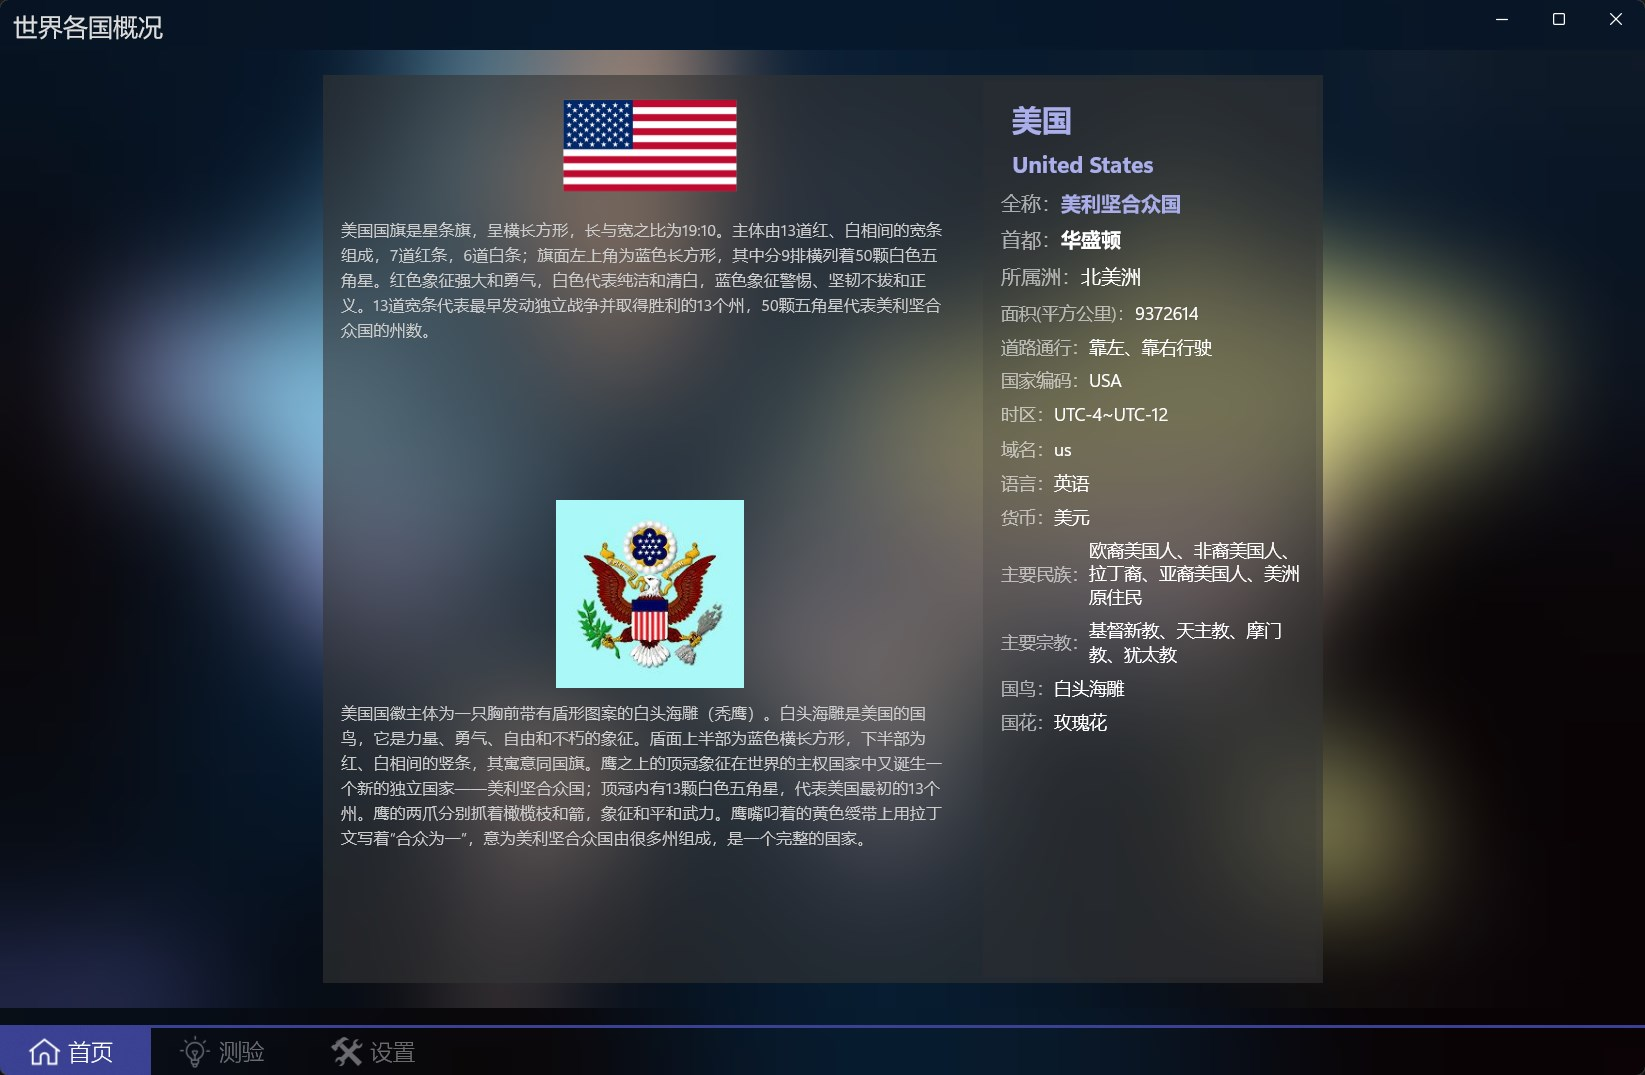 世界各国概况
美国国旗是星条旗，呈横长方形，长与宽之比为19:10。主体由13道红、白相间的宽条
组成，7道红条，6道白条；旗面左上角为蓝色长方形，其中分9排横列着50颗白色五
角星。红色象征强大和勇气，白色代表纯洁和清白，蓝色象征警惕、坚韧不拔和正
义。13道宽条代表最早发动独立战争并取得胜利的13个州，50颗五角星代表美利坚合
众国的州数。
美国国徽主体为一只胸前带有盾形图案的白头海雕（秃鹰）。白头海雕是美国的国
鸟，它是力量、勇气、自由和不朽的象征。盾面上半部为蓝色横长方形，下半部为
红、白相间的竖条，其寓意同国旗。鹰之上的顶冠象征在世界的主权国家中又诞生一
个新的独立国家——美利坚合众国；顶冠内有13颗白色五角星，代表美国最初的13个
州。鹰的两爪分别抓着橄榄枝和箭，象征和平和武力。鹰嘴叼着的黄色绶带上用拉丁
文写着“合众为一”，意为美利坚合众国由很多州组成，是一个完整的国家。
美国
United States
全称：美利坚合众国
首都：华盛顿
所属洲：北美洲
面积(平方公里)：9372614
道路通行：靠左、靠右行驶
国家编码：USA
时区：UTC-4~UTC-12
域名：us
语言：英语
货币：美元
主要民族：欧裔美国人、非裔美国人、
拉丁裔、亚裔美国人、美洲
原住民
主要宗教：基督新教、天主教、摩门
教、犹太教
国鸟：白头海雕
国花：玫瑰花
首页
测验
设置